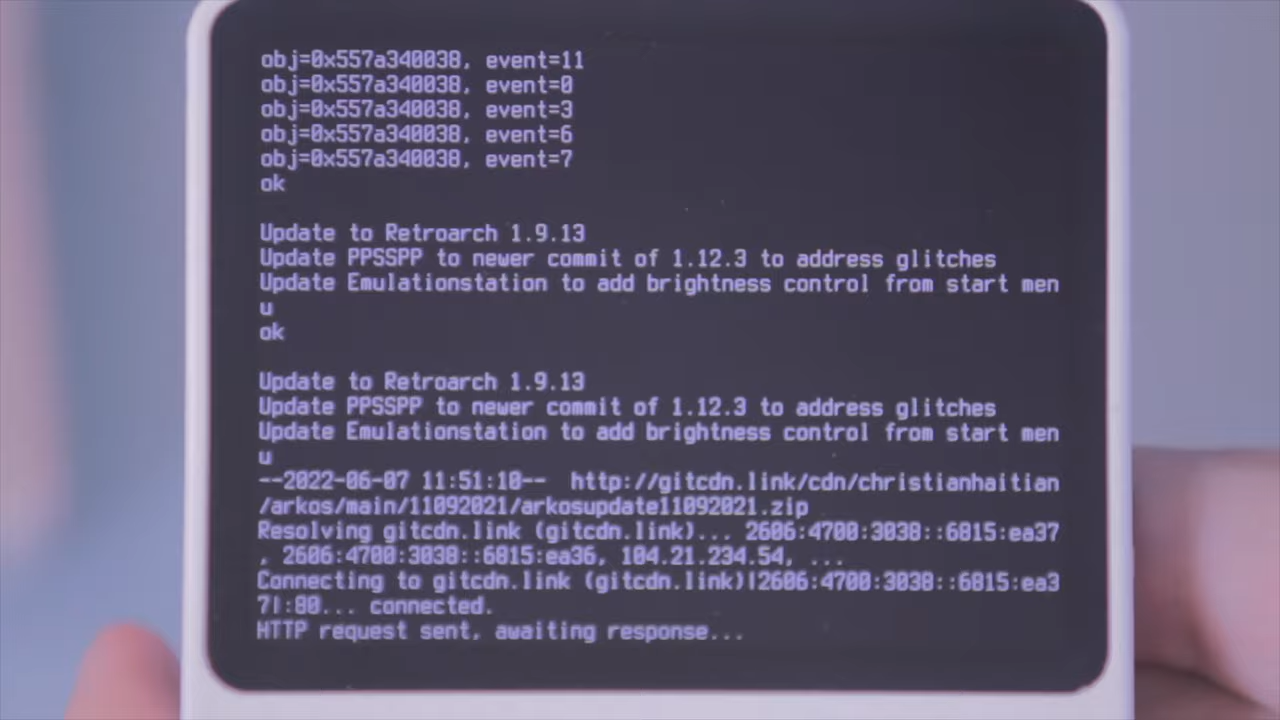 obj=0x557a340038, event=11
obj=0x557a340038, event=0
obj=0x557a340038, event=3
obj=0x557a340038, event=6
obj=0x557a340038, event=7
ok
Update to Retroarch 1.9.13
Update PPSSPP to newer commit of 1.12.3 to address glitches
Update Emulationstation to add brightness control from start men
u
ok
Update to Retroarch 1.9.13
Update PPSSPP to newer commit of 1.12.3 to address glitches
Update Emulationstation to add brightness control from start men
u
--2022-06-07 11:51:10--  http://gitcdn.link/cdn/christianhaitian
/arkos/main/11092021/arkosupdate11092021.zip
Resolving gitcdn.link (gitcdn.link)... 2606:4700:3038::6815:ea37
, 2606:4700:3038::6815:ea36, 104.21.234.54, ...
Connecting to gitcdn.link (gitcdn.link)|2606:4700:3038::6815:ea3
7|:80... connected.
HTTP request sent, awaiting response...